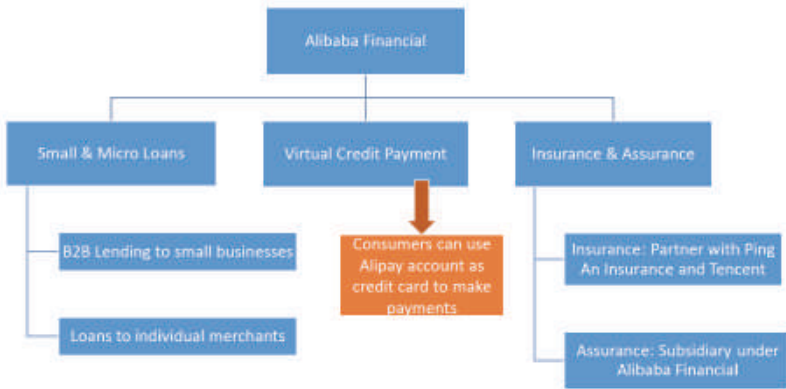 Alibaba Financial
Small & Micro Loans
Virtual Credit Payment
Insurance & Assurance
B2B Lending to small businesses
Loans to individual merchants
Consumers can use
Alipay account as
credit card to make
payments
Insurance: Partner with Ping
An Insurance and Tencent
Assurance: Subsidiary under
Alibaba Financial